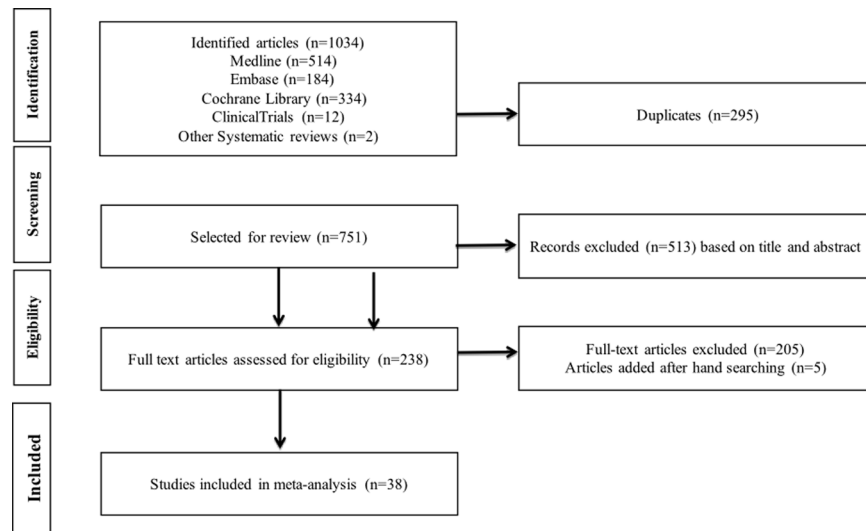 Identification
Identified articles (n=1034)
Medline (n=514)
Embase (n=184)
Cochrane Library (n=334)
ClinicalTrials (n=12)
Other Systematic reviews (n=2)
Duplicates (n=295)
Screening
Selected for review (n=751)
Records excluded (n=513) based on title and abstract
Eligibility
Full text articles assessed for eligibility (n=238)
Full-text articles excluded (n=205)
Articles added after hand searching (n=5)
Included
Studies included in meta-analysis (n=38)